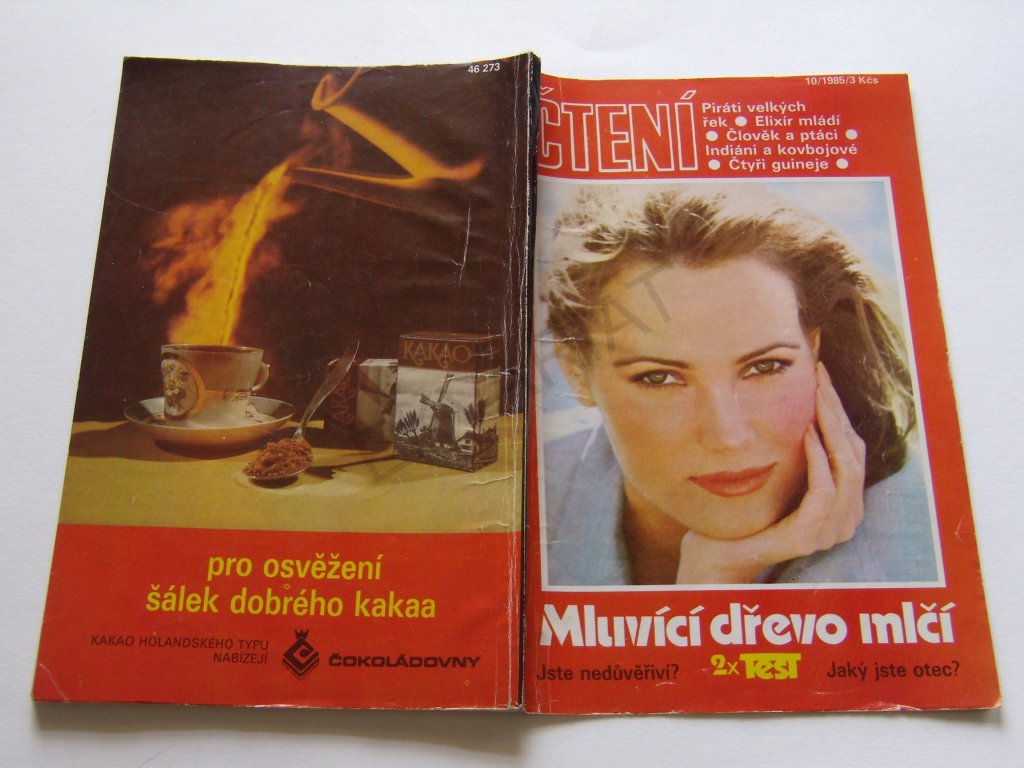 46 273
KAKAO
KAKAO
pro osvěžení
šálek dobrého kakaa
KAKAO HOLANDSKÉHO TYPU
NABÍZEJÍ
ČOKOLÁDOVNY
10/1985/3 Kčs
ČTENÍ
Piráti velkých
řek ● Elixír mládí
● Člověk a ptáci ●
Indiáni a kovbojové
● Čtyři guineje ●
Mluvící dřevo mlčí
Jste nedůvěřiví? 2x TEST Jaký jste otec?